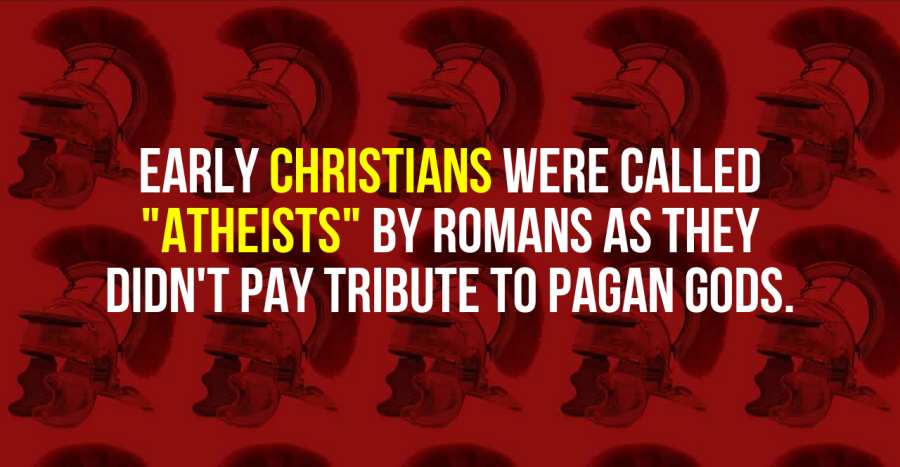 EARLY CHRISTIANS WERE CALLED
"ATHEISTS" BY ROMANS AS THEY
DIDN'T PAY TRIBUTE TO PAGAN GODS.